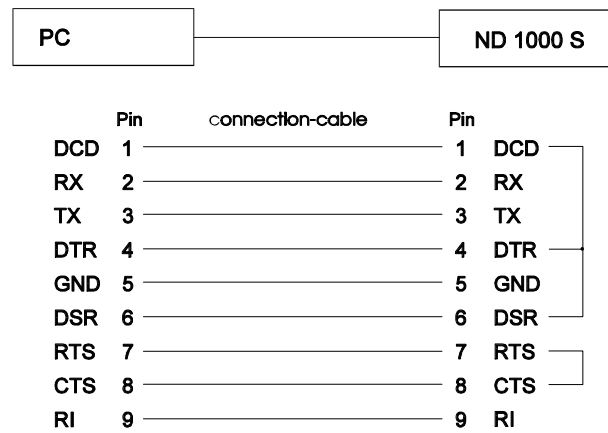 PC ND 1000 S
Pin connection-cable Pin
DCD 1 1 DCD
RX 2 2 RX
TX 3 3 TX
DTR 4 4 DTR
GND 5 5 GND
DSR 6 6 DSR
RTS 7 7 RTS
CTS 8 8 CTS
RI 9 9 RI